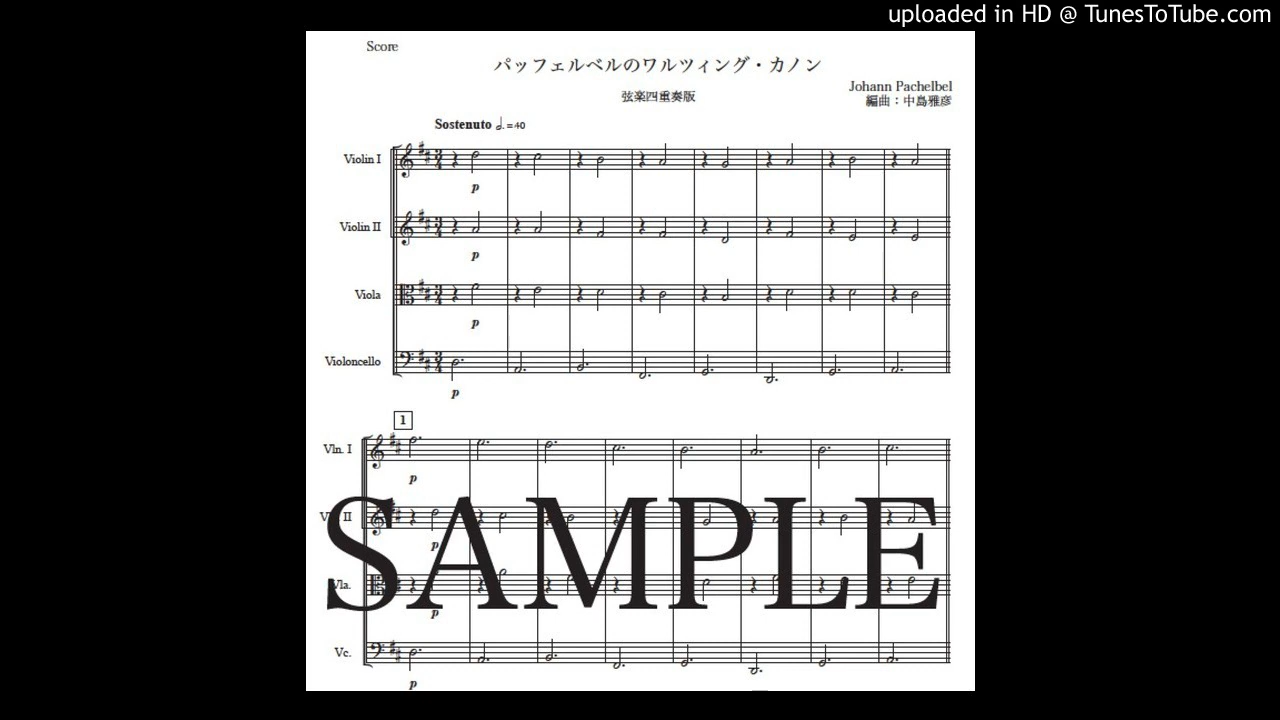 uploaded in HD @ TunesToTube.com
Score
パッフェルベルのワルツィング・カノン
弦楽四重奏版
Johann Pachelbel
編曲：中島雅彦
Sostenuto 𝅗𝅥. = 40
Violin I
p
Violin II
p
Viola
p
Violoncello
p
1
Vln. I
p
II
p
Vla.
p
Vc.
p
SAMPLE